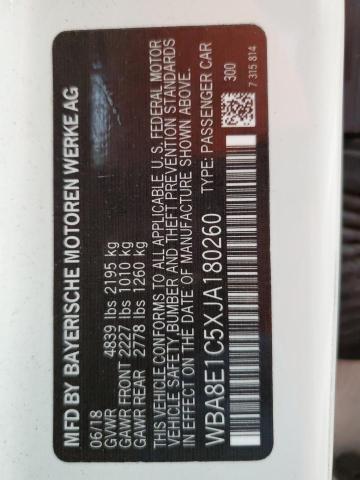 MFD BY BAYERISCHE MOTOREN WERKE AG
06/18
GVWR 4839 lbs 2195 kg
GAWR FRONT 2227 lbs 1010 kg
GAWR REAR 2778 lbs 1260 kg
THIS VEHICLE CONFORMS TO ALL APPLICABLE U.S. FEDERAL MOTOR
VEHICLE SAFETY,BUMPER AND THEFT PREVENTION STANDARDS
IN EFFECT ON THE DATE OF MANUFACTURE SHOWN ABOVE.
WBA8E1C5XJA180260 TYPE: PASSENGER CAR
300
7 315 814